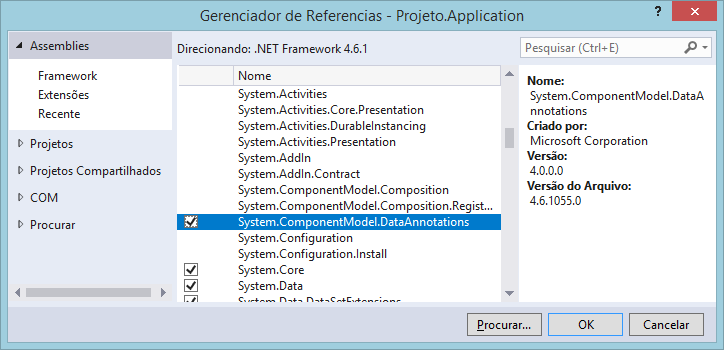 Gerenciador de Referencias - Projeto.Application
? ×
Assemblies
Framework
Extensões
Recente
Projetos
Projetos Compartilhados
COM
Procurar
Direcionando: .NET Framework 4.6.1
Nome
System.Activities
System.Activities.Core.Presentation
System.Activities.DurableInstancing
System.Activities.Presentation
System.AddIn
System.AddIn.Contract
System.ComponentModel.Composition
System.ComponentModel.Composition.Regist...
System.ComponentModel.DataAnnotations
System.Configuration
System.Configuration.Install
System.Core
System.Data
System.Data.DataSetExtensions
Pesquisar (Ctrl+E)
Nome:
System.ComponentModel.DataA
nnotations
Criado por:
Microsoft Corporation
Versão:
4.0.0.0
Versão do Arquivo:
4.6.1055.0
Procurar...
OK
Cancelar